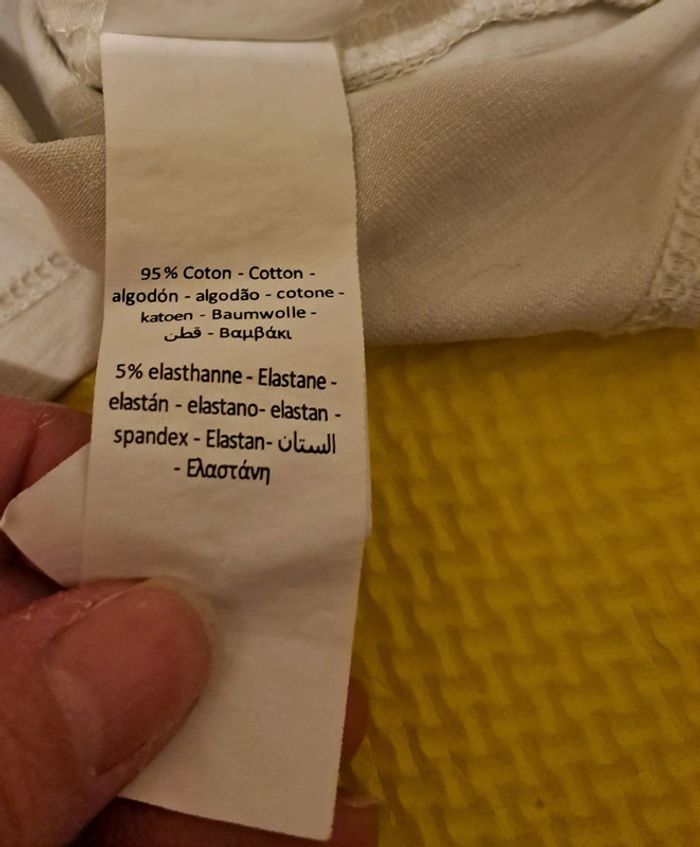 95% Coton - Cotton -
algodón - algodão - cotone -
katoen - Baumwolle -
قطن - Βαμβάκι
5% elasthanne - Elastane -
elastán - elastano- elastan -
spandex - Elastan- الستان
- Ελαστάνη